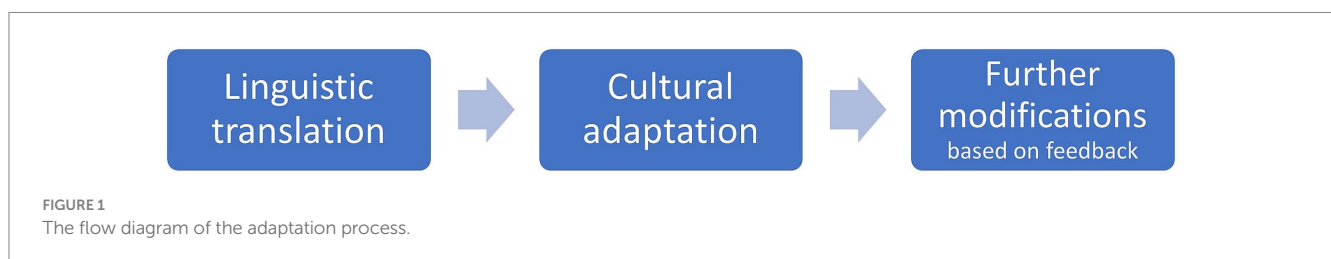 Linguistic
translation
Cultural
adaptation
Further
modifications
based on feedback
FIGURE 1
The flow diagram of the adaptation process.